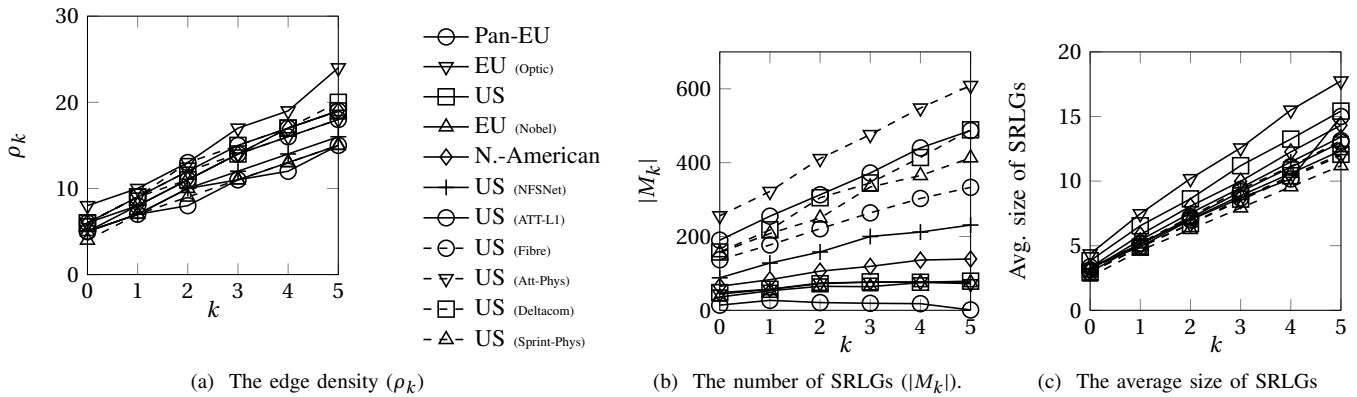 30
20
10
0
0 1 2 3 4 5
k
ρk
Pan-EU
EU (Optic)
US
EU (Nobel)
N.-American
US (NFSNet)
US (ATT-L1)
US (Fibre)
US (Att-Phys)
US (Deltacom)
US (Sprint-Phys)
600
400
200
0
0 1 2 3 4 5
k
|Mk|
20
15
10
5
0
0 1 2 3 4 5
k
Avg. size of SRLGs
(a) The edge density (ρk)
(b) The number of SRLGs (|Mk|).
(c) The average size of SRLGs